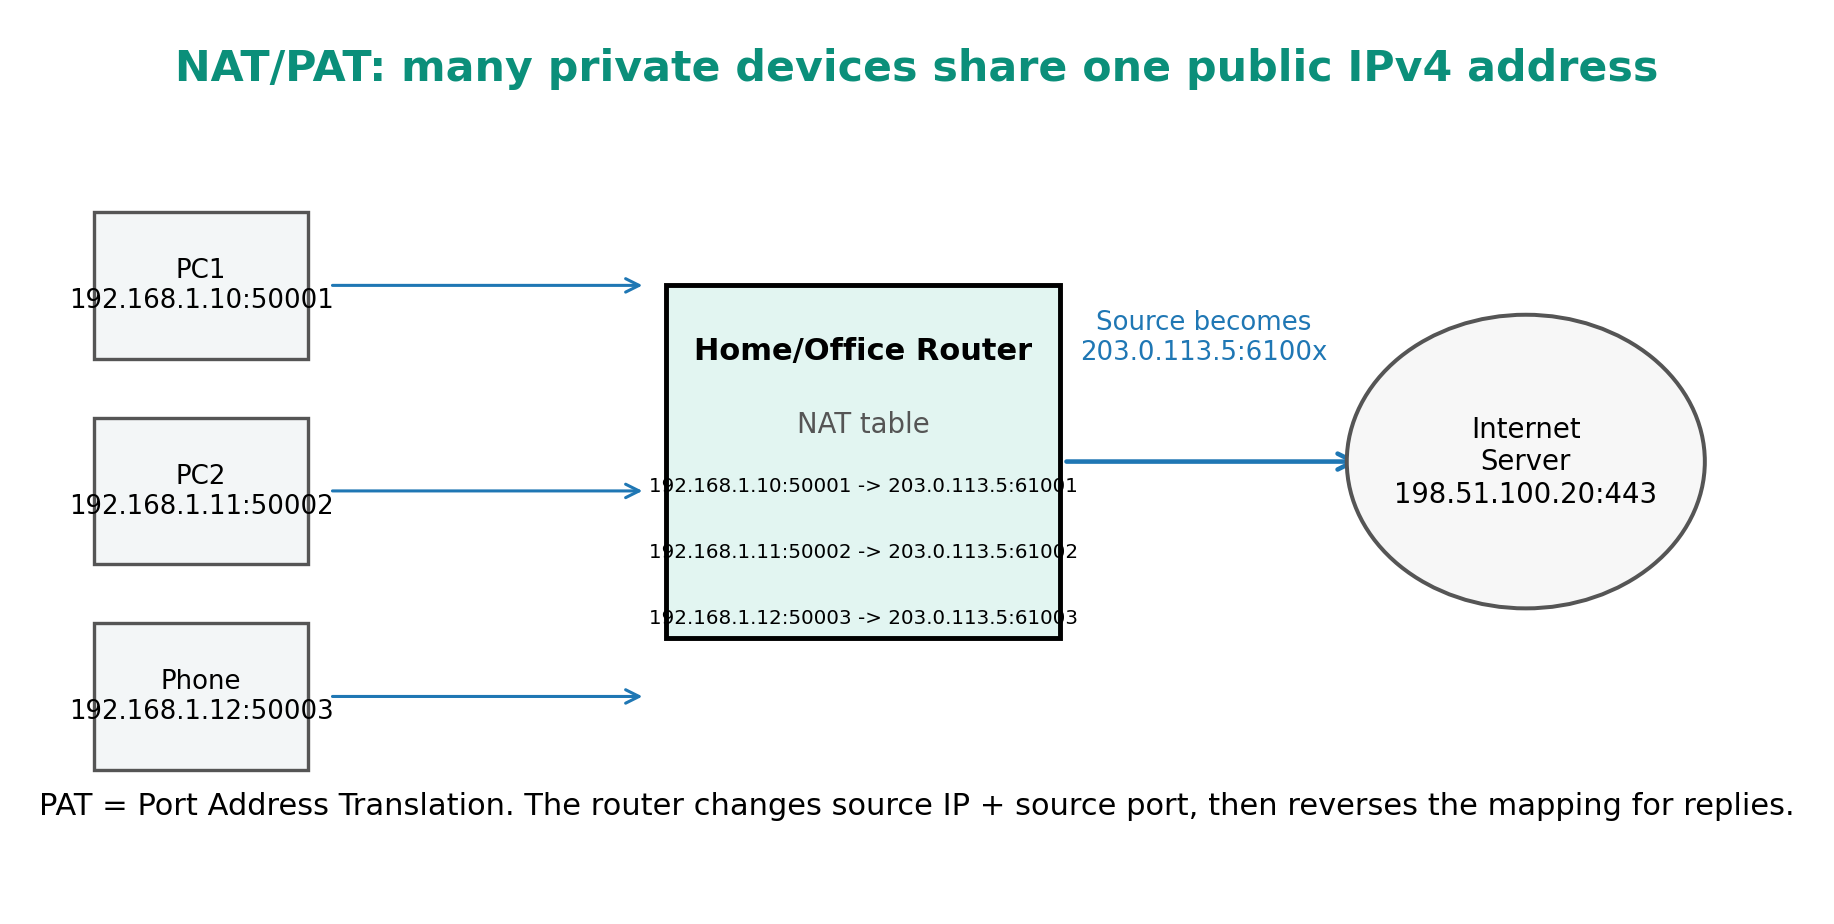 NAT/PAT: many private devices share one public IPv4 address
PC1
192.168.1.10:50001
PC2
192.168.1.11:50002
Phone
192.168.1.12:50003
Home/Office Router
NAT table
192.168.1.10:50001 -> 203.0.113.5:61001
192.168.1.11:50002 -> 203.0.113.5:61002
192.168.1.12:50003 -> 203.0.113.5:61003
Source becomes
203.0.113.5:6100x
Internet
Server
198.51.100.20:443
PAT = Port Address Translation. The router changes source IP + source port, then reverses the mapping for replies.